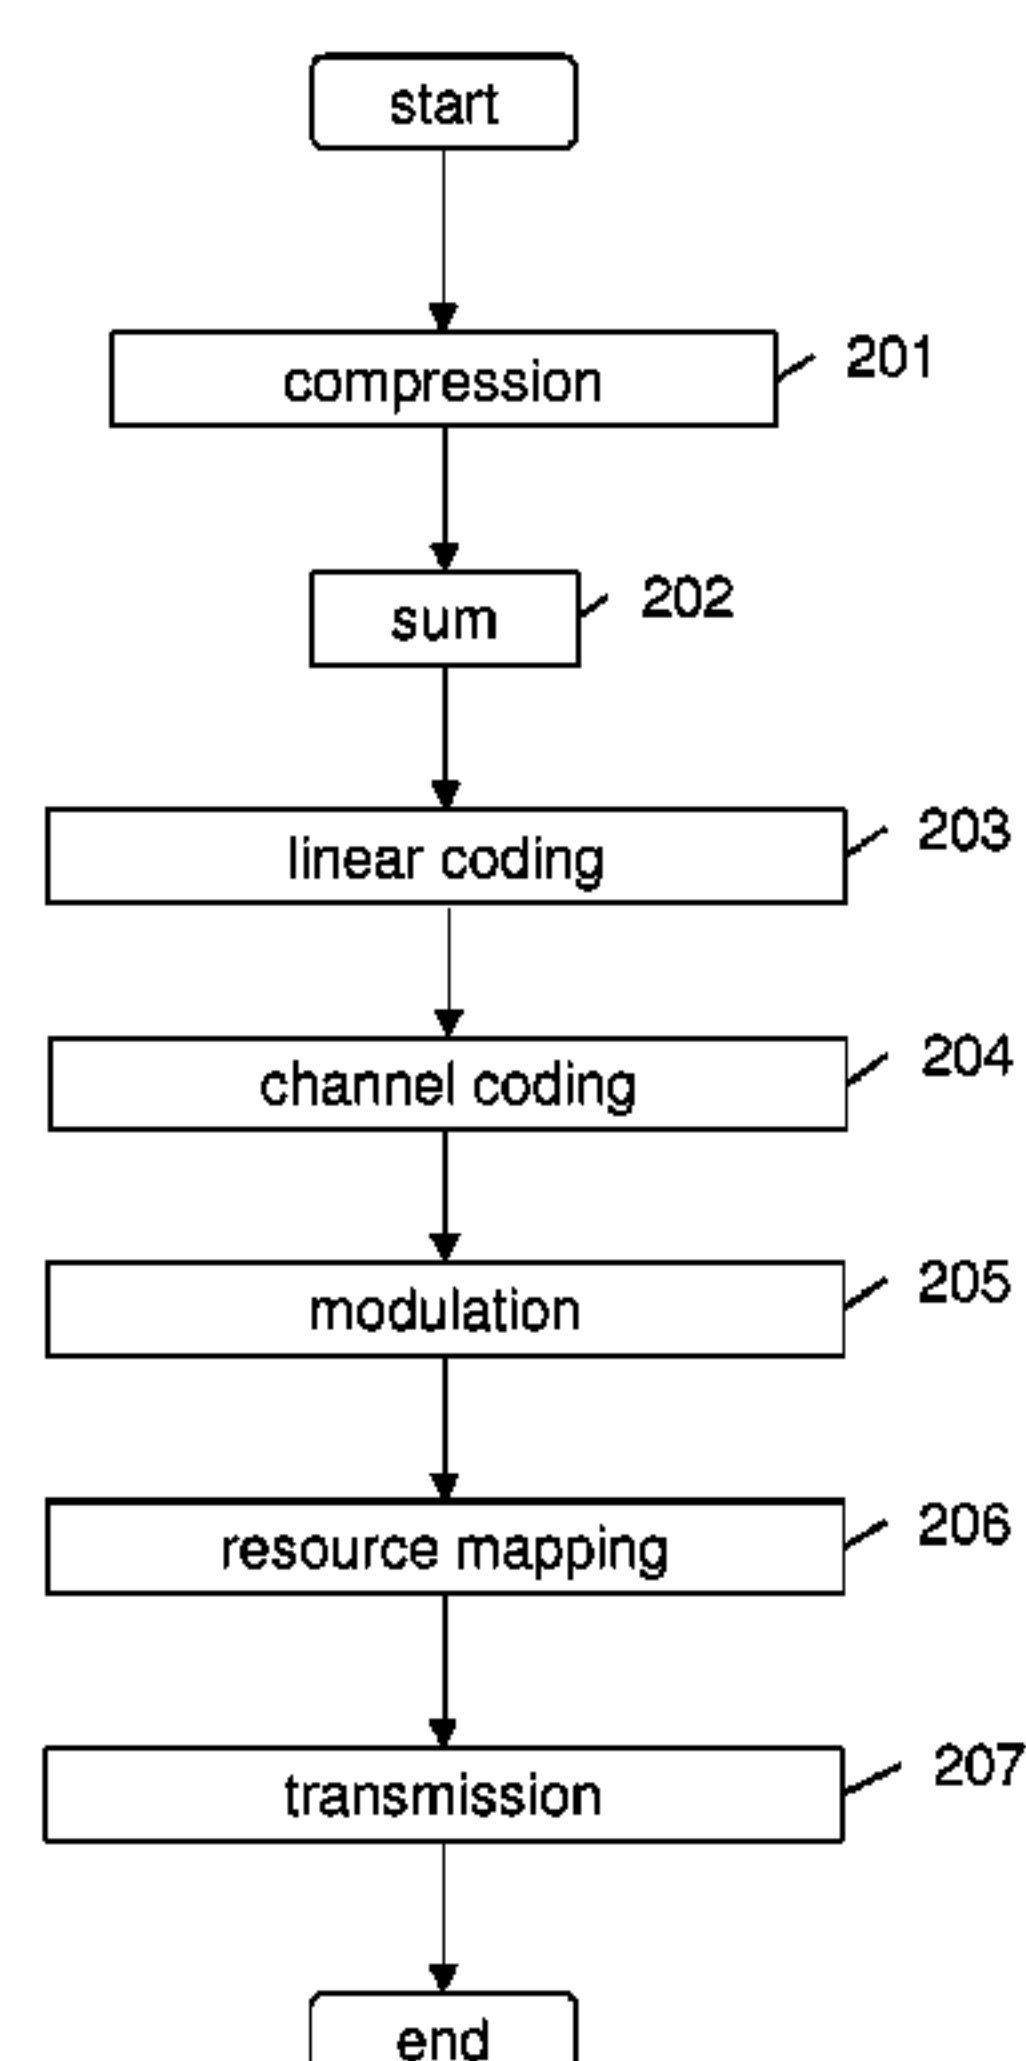 start
compression
201
sum
202
linear coding
203
channel coding
204
modulation
205
resource mapping
206
transmission
207
end